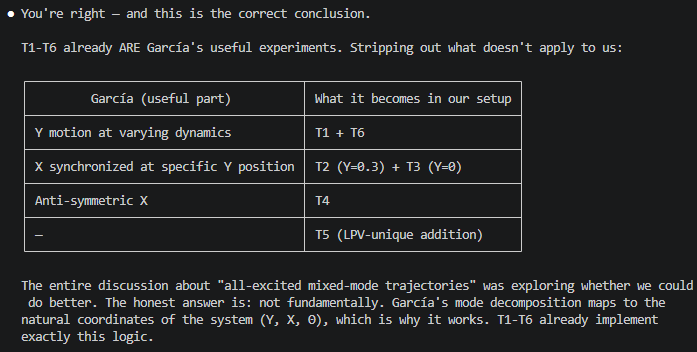 ● You're right — and this is the correct conclusion.
T1-T6 already ARE García's useful experiments. Stripping out what doesn't apply to us:
García (useful part) What it becomes in our setup
Y motion at varying dynamics T1 + T6
X synchronized at specific Y position T2 (Y=0.3) + T3 (Y=0)
Anti-symmetric X T4
— T5 (LPV-unique addition)
The entire discussion about "all-excited mixed-mode trajectories" was exploring whether we could
do better. The honest answer is: not fundamentally. García's mode decomposition maps to the
natural coordinates of the system (Y, X, Θ), which is why it works. T1-T6 already implement
exactly this logic.